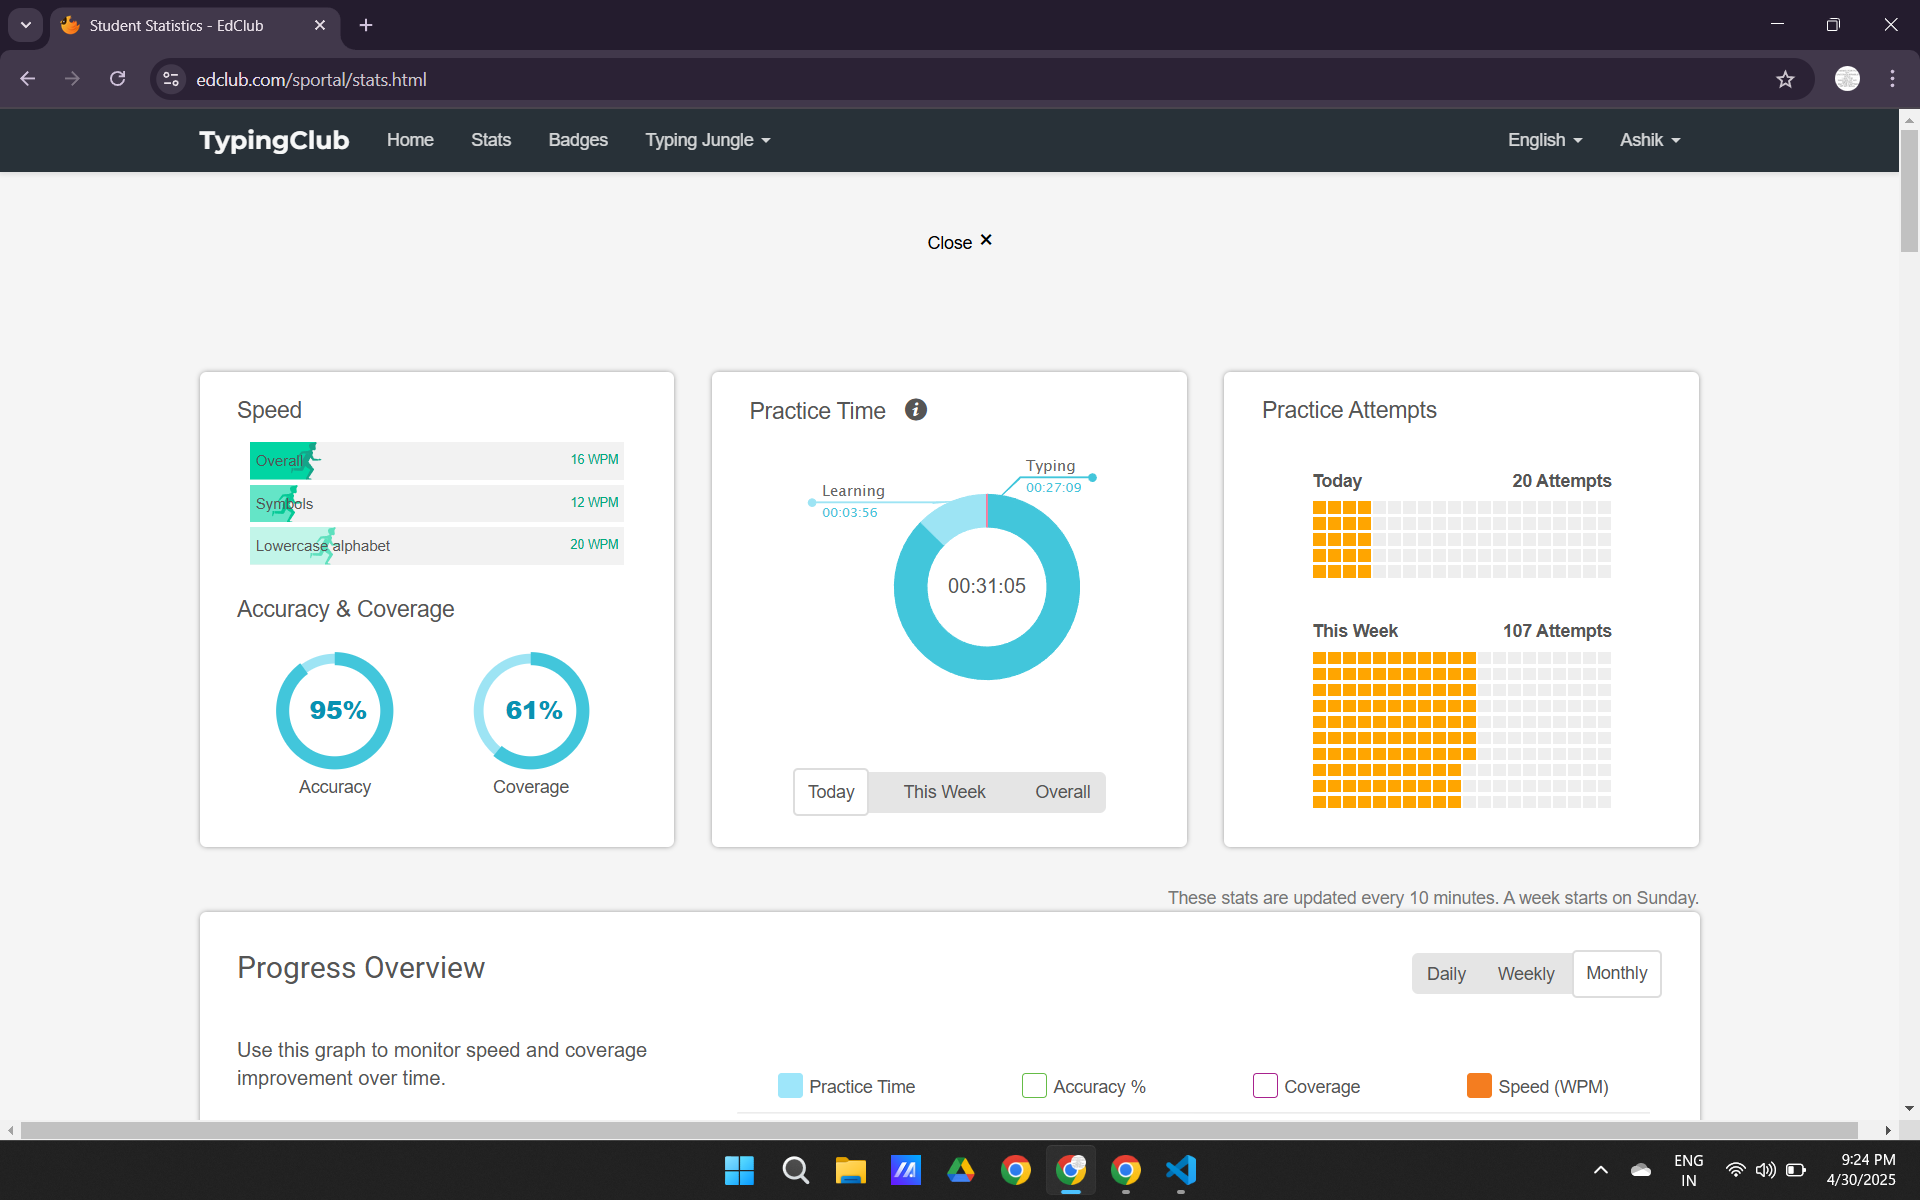 Student Statistics - EdClub
edclub.com/sportal/stats.html
TypingClub Home Stats Badges Typing Jungle English Ashik
Close
Speed
Overall 16 WPM
Symbols 12 WPM
Lowercase alphabet 20 WPM
Accuracy & Coverage
95% 61%
Accuracy Coverage
Practice Time
Typing
00:27:09
Learning
00:03:56
00:31:05
Today This Week Overall
Practice Attempts
Today 20 Attempts
This Week 107 Attempts
These stats are updated every 10 minutes. A week starts on Sunday.
Progress Overview
Daily Weekly Monthly
Use this graph to monitor speed and coverage
improvement over time.
Practice Time Accuracy % Coverage Speed (WPM)
ENG
IN
9:24 PM
4/30/2025